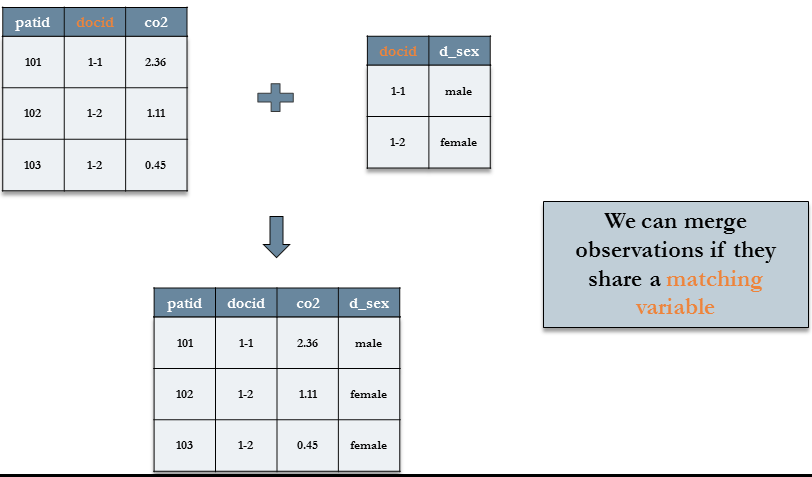 patid docid co2
101 1-1 2.36
102 1-2 1.11
103 1-2 0.45
docid d_sex
1-1 male
1-2 female
We can merge
observations if they
share a matching
variable
patid docid co2 d_sex
101 1-1 2.36 male
102 1-2 1.11 female
103 1-2 0.45 female